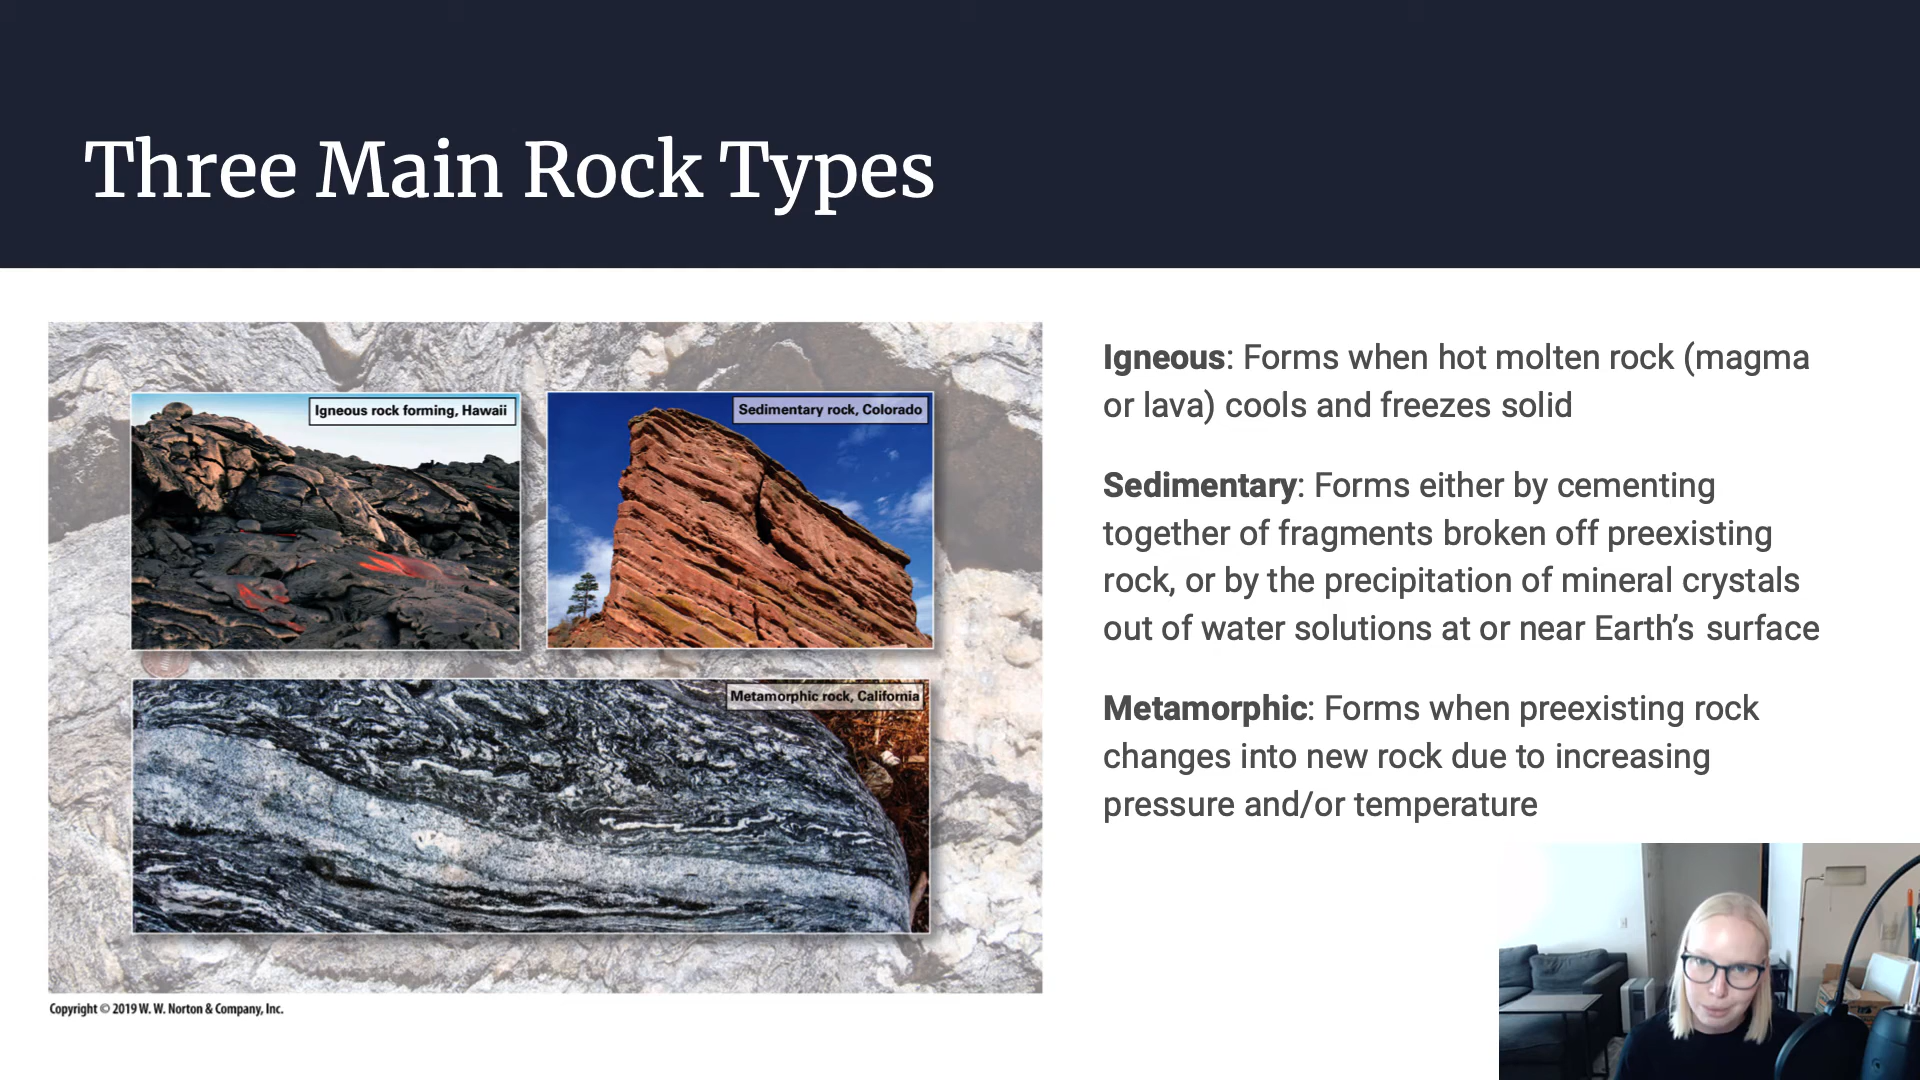 Three Main Rock Types
Igneous rock forming, Hawaii
Sedimentary rock, Colorado
Metamorphic rock, California
Copyright © 2019 W. W. Norton & Company, Inc.
Igneous: Forms when hot molten rock (magma
or lava) cools and freezes solid
Sedimentary: Forms either by cementing
together of fragments broken off preexisting
rock, or by the precipitation of mineral crystals
out of water solutions at or near Earth’s surface
Metamorphic: Forms when preexisting rock
changes into new rock due to increasing
pressure and/or temperature